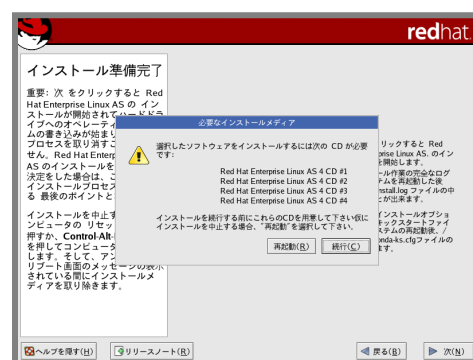 redhat.
インストール準備完了
重要: 次 をクリックすると Red
Hat Enterprise Linux AS の イン
ストールが開始されてハードドラ
イブへのオペレーティ
ムの書き込みが始まり
プロセスを取り消すこ
せん。Red Hat Enterp
AS のインストールを
決定をした場合は、こ
インストールプロセス
る 最後のポイントと
インストールを中止す
ンピュータの リセッ
押すか、Control-Alt-
を押してコンピュータ
します。そして、アン
リブート画面のメッセージの表示
されている間にインストールメ
ディアを取り除きます。
必要なインストールメディア
選択したソフトウェアをインストールするには次の CD が必要
です:
Red Hat Enterprise Linux AS 4 CD #1
Red Hat Enterprise Linux AS 4 CD #2
Red Hat Enterprise Linux AS 4 CD #3
Red Hat Enterprise Linux AS 4 CD #4
インストールを続行する前にこれらのCDを用意して下さい仮に
インストールを中止する場合、"再起動"を選択して下さい。
再起動(R)
続行(C)
リックすると Red
prise Linux AS. のイン
を開始します。
ール作業の完全なログ
テムを再起動した後
nstall.log ファイルの中
とが出来ます。
インストールオプショ
ックスタートファイ
ステムの再起動後、/
onda-ks.cfgファイルの
ます。
ヘルプを隠す(H)
リリースノート(R)
戻る(B)
次(N)